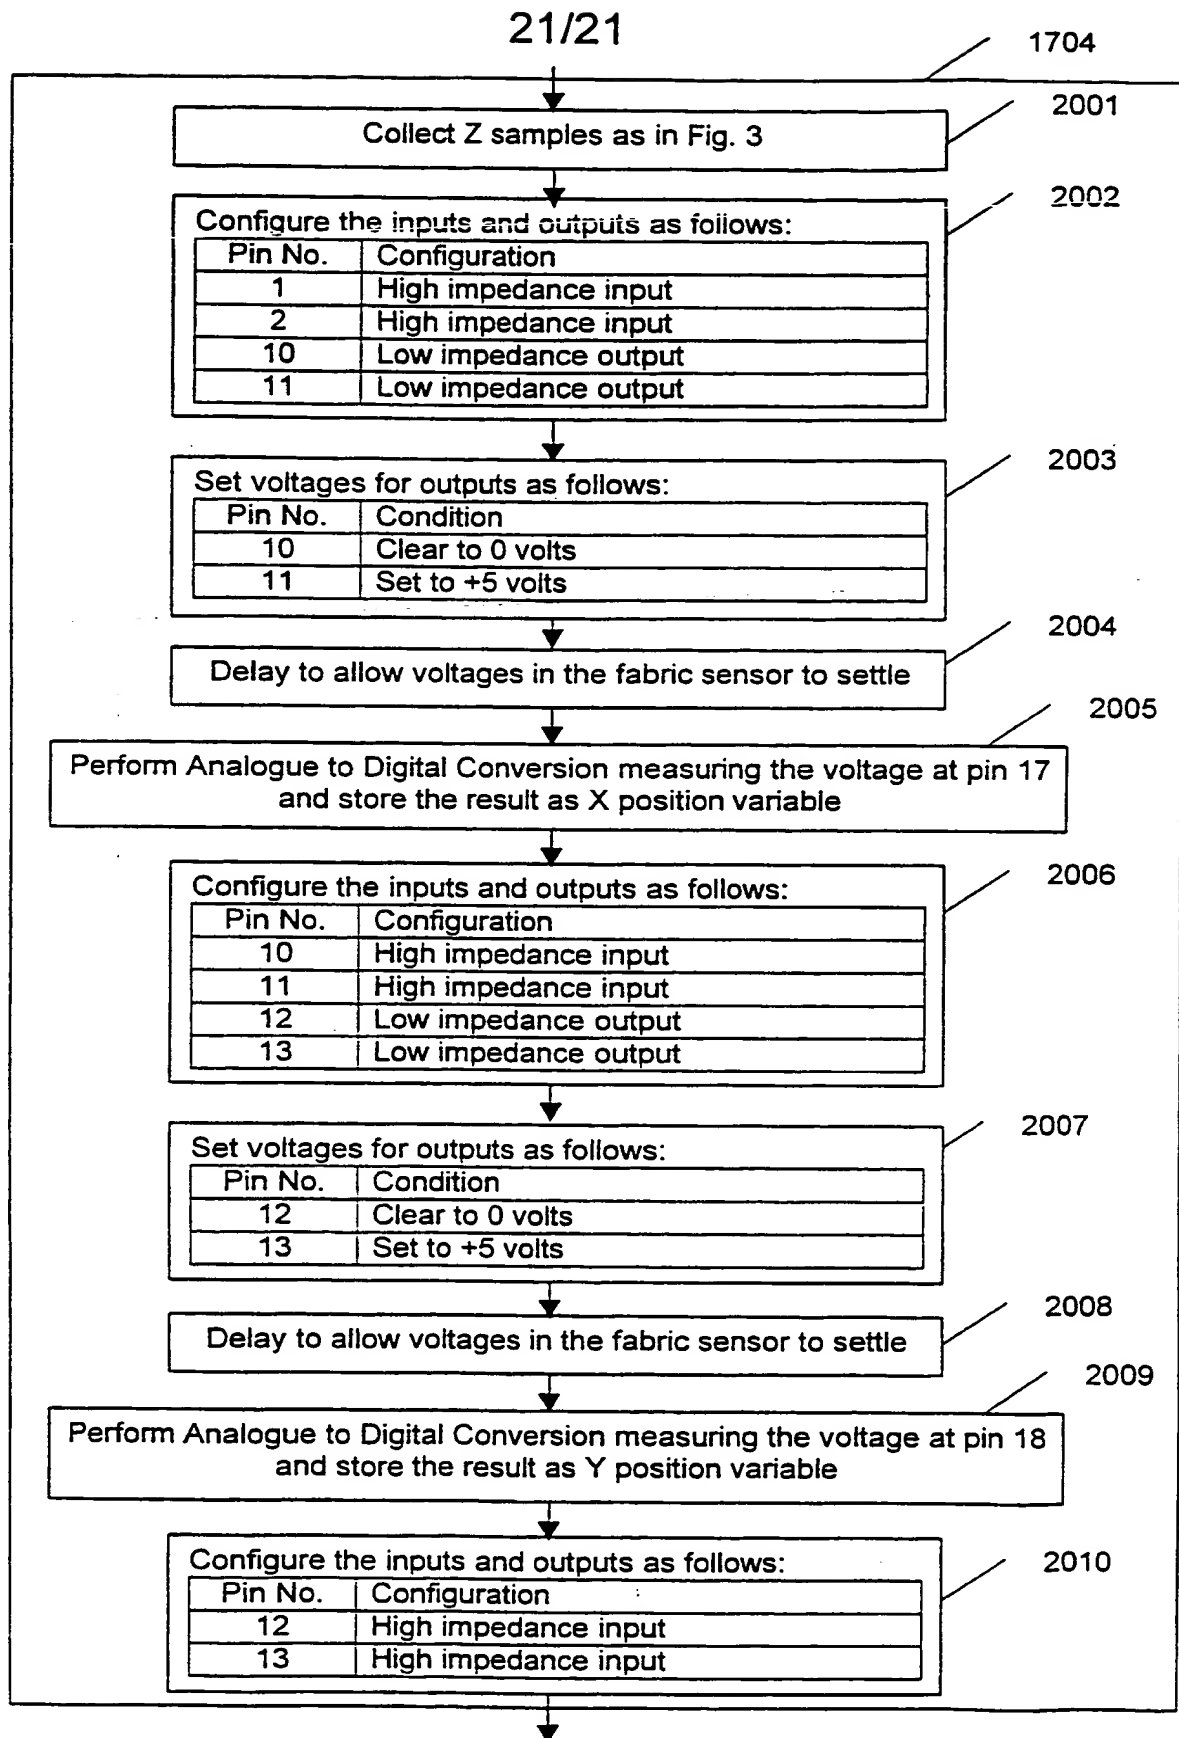 21/21
1704
2001
Collect Z samples as in Fig. 3
2002
Configure the inputs and outputs as follows:
Pin No. Configuration
1 High impedance input
2 High impedance input
10 Low impedance output
11 Low impedance output
2003
Set voltages for outputs as follows:
Pin No. Condition
10 Clear to 0 volts
11 Set to +5 volts
2004
Delay to allow voltages in the fabric sensor to settle
2005
Perform Analogue to Digital Conversion measuring the voltage at pin 17
and store the result as X position variable
2006
Configure the inputs and outputs as follows:
Pin No. Configuration
10 High impedance input
11 High impedance input
12 Low impedance output
13 Low impedance output
2007
Set voltages for outputs as follows:
Pin No. Condition
12 Clear to 0 volts
13 Set to +5 volts
2008
Delay to allow voltages in the fabric sensor to settle
2009
Perform Analogue to Digital Conversion measuring the voltage at pin 18
and store the result as Y position variable
2010
Configure the inputs and outputs as follows:
Pin No. Configuration
12 High impedance input
13 High impedance input